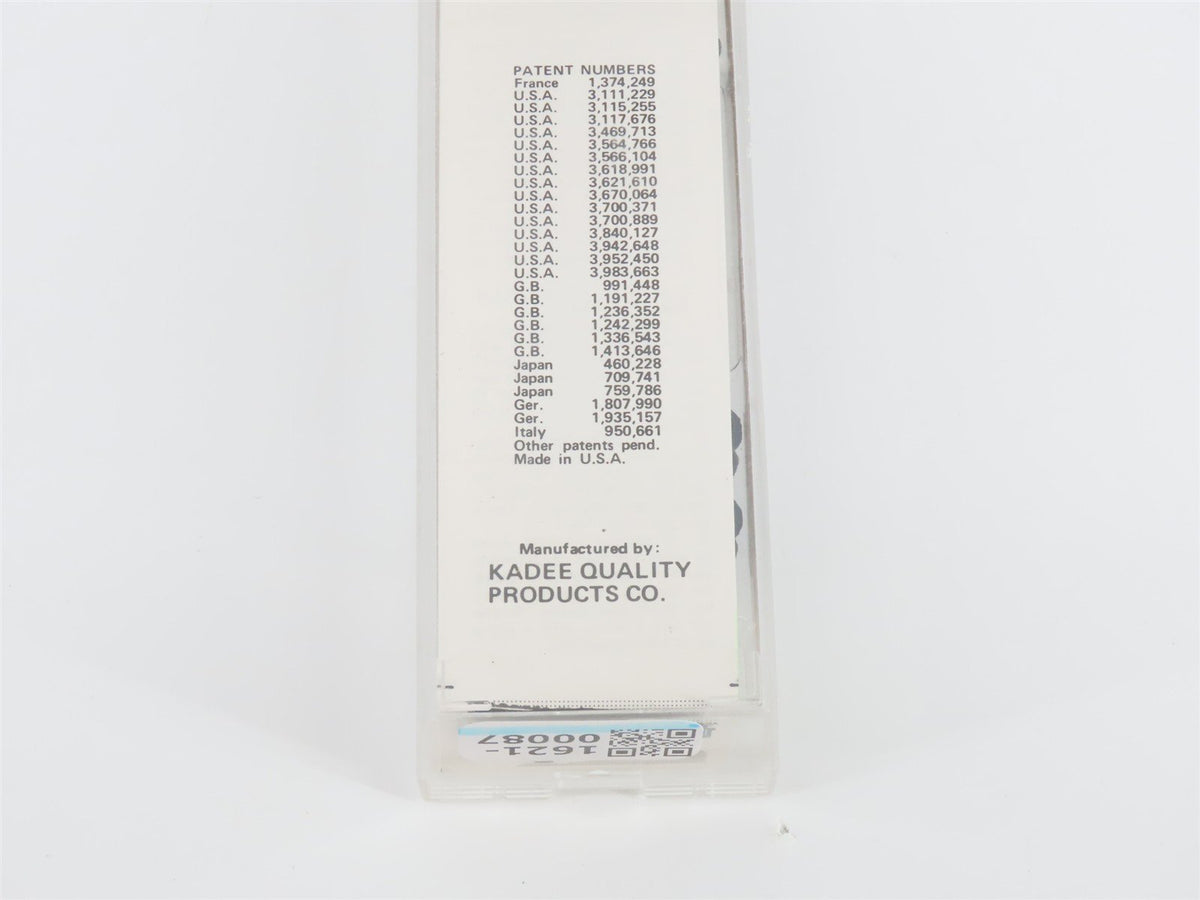 PATENT NUMBERS
France 1,374,249
U.S.A. 3,111,229
U.S.A. 3,115,255
U.S.A. 3,117,676
U.S.A. 3,469,713
U.S.A. 3,564,766
U.S.A. 3,566,104
U.S.A. 3,618,991
U.S.A. 3,621,610
U.S.A. 3,670,064
U.S.A. 3,700,371
U.S.A. 3,700,889
U.S.A. 3,840,127
U.S.A. 3,942,648
U.S.A. 3,952,450
U.S.A. 3,983,663
G.B. 991,448
G.B. 1,191,227
G.B. 1,236,352
G.B. 1,242,299
G.B. 1,336,543
G.B. 1,413,646
Japan 460,228
Japan 709,741
Japan 759,786
Ger. 1,807,990
Ger. 1,935,157
Italy 950,661
Other patents pend.
Made in U.S.A.
Manufactured by:
KADEE QUALITY
PRODUCTS CO.
1621-
00087